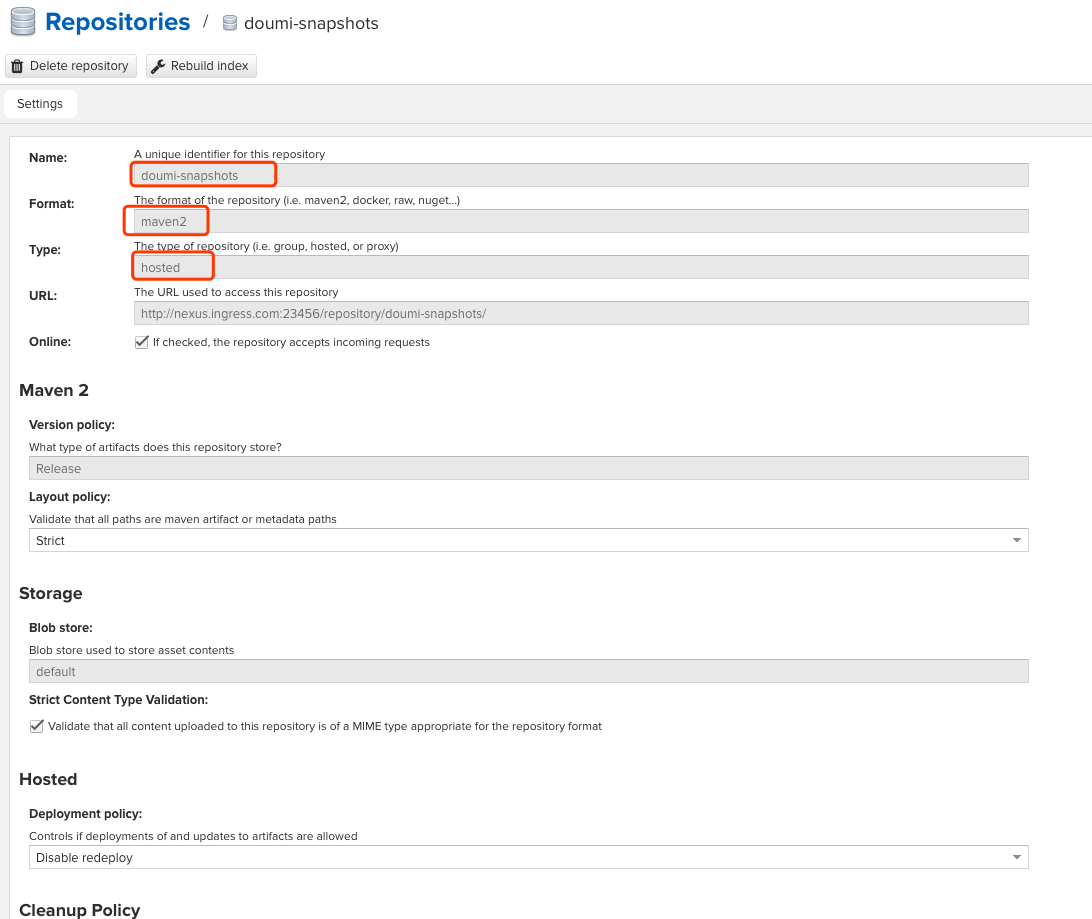 Repositories / doumi-snapshots
Delete repository Rebuild index
Settings
Name: A unique identifier for this repository
doumi-snapshots
Format: The format of the repository (i.e. maven2, docker, raw, nuget...)
maven2
Type: The type of repository (i.e. group, hosted, or proxy)
hosted
URL: The URL used to access this repository
http://nexus.ingress.com:23456/repository/doumi-snapshots/
Online: If checked, the repository accepts incoming requests
Maven 2
Version policy:
What type of artifacts does this repository store?
Release
Layout policy:
Validate that all paths are maven artifact or metadata paths
Strict
Storage
Blob store:
Blob store used to store asset contents
default
Strict Content Type Validation:
Validate that all content uploaded to this repository is of a MIME type appropriate for the repository format
Hosted
Deployment policy:
Controls if deployments of and updates to artifacts are allowed
Disable redeploy
Cleanup Policy